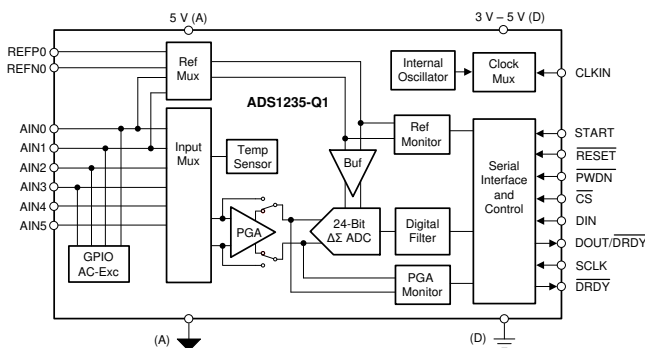 5 V (A)
3 V – 5 V (D)
REFP0
REFN0
Ref
Mux
Internal
Oscillator
Clock
Mux
CLKIN
ADS1235-Q1
AIN0
AIN1
AIN2
AIN3
AIN4
AIN5
Input
Mux
Temp
Sensor
Ref
Monitor
Buf
PGA
24-Bit
ΔΣ ADC
Digital
Filter
PGA
Monitor
Serial
Interface
and
Control
START
RESET
PWDN
CS
DIN
DOUT/DRDY
SCLK
DRDY
GPIO
AC-Exc
(A)
(D)